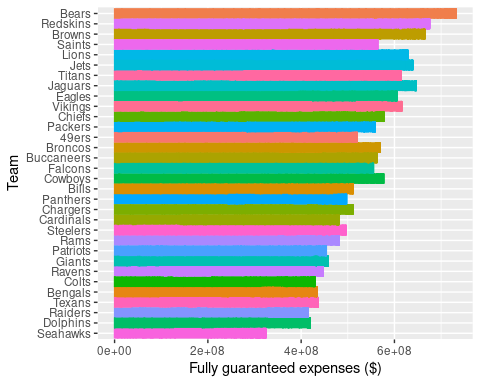 Bears
Redskins
Browns
Saints
Lions
Jets
Titans
Jaguars
Eagles
Vikings
Chiefs
Packers
49ers
Broncos
Buccaneers
Falcons
Cowboys
Bills
Panthers
Chargers
Cardinals
Steelers
Rams
Patriots
Giants
Ravens
Colts
Bengals
Texans
Raiders
Dolphins
Seahawks
Team
0e+00 2e+08 4e+08 6e+08
Fully guaranteed expenses ($)